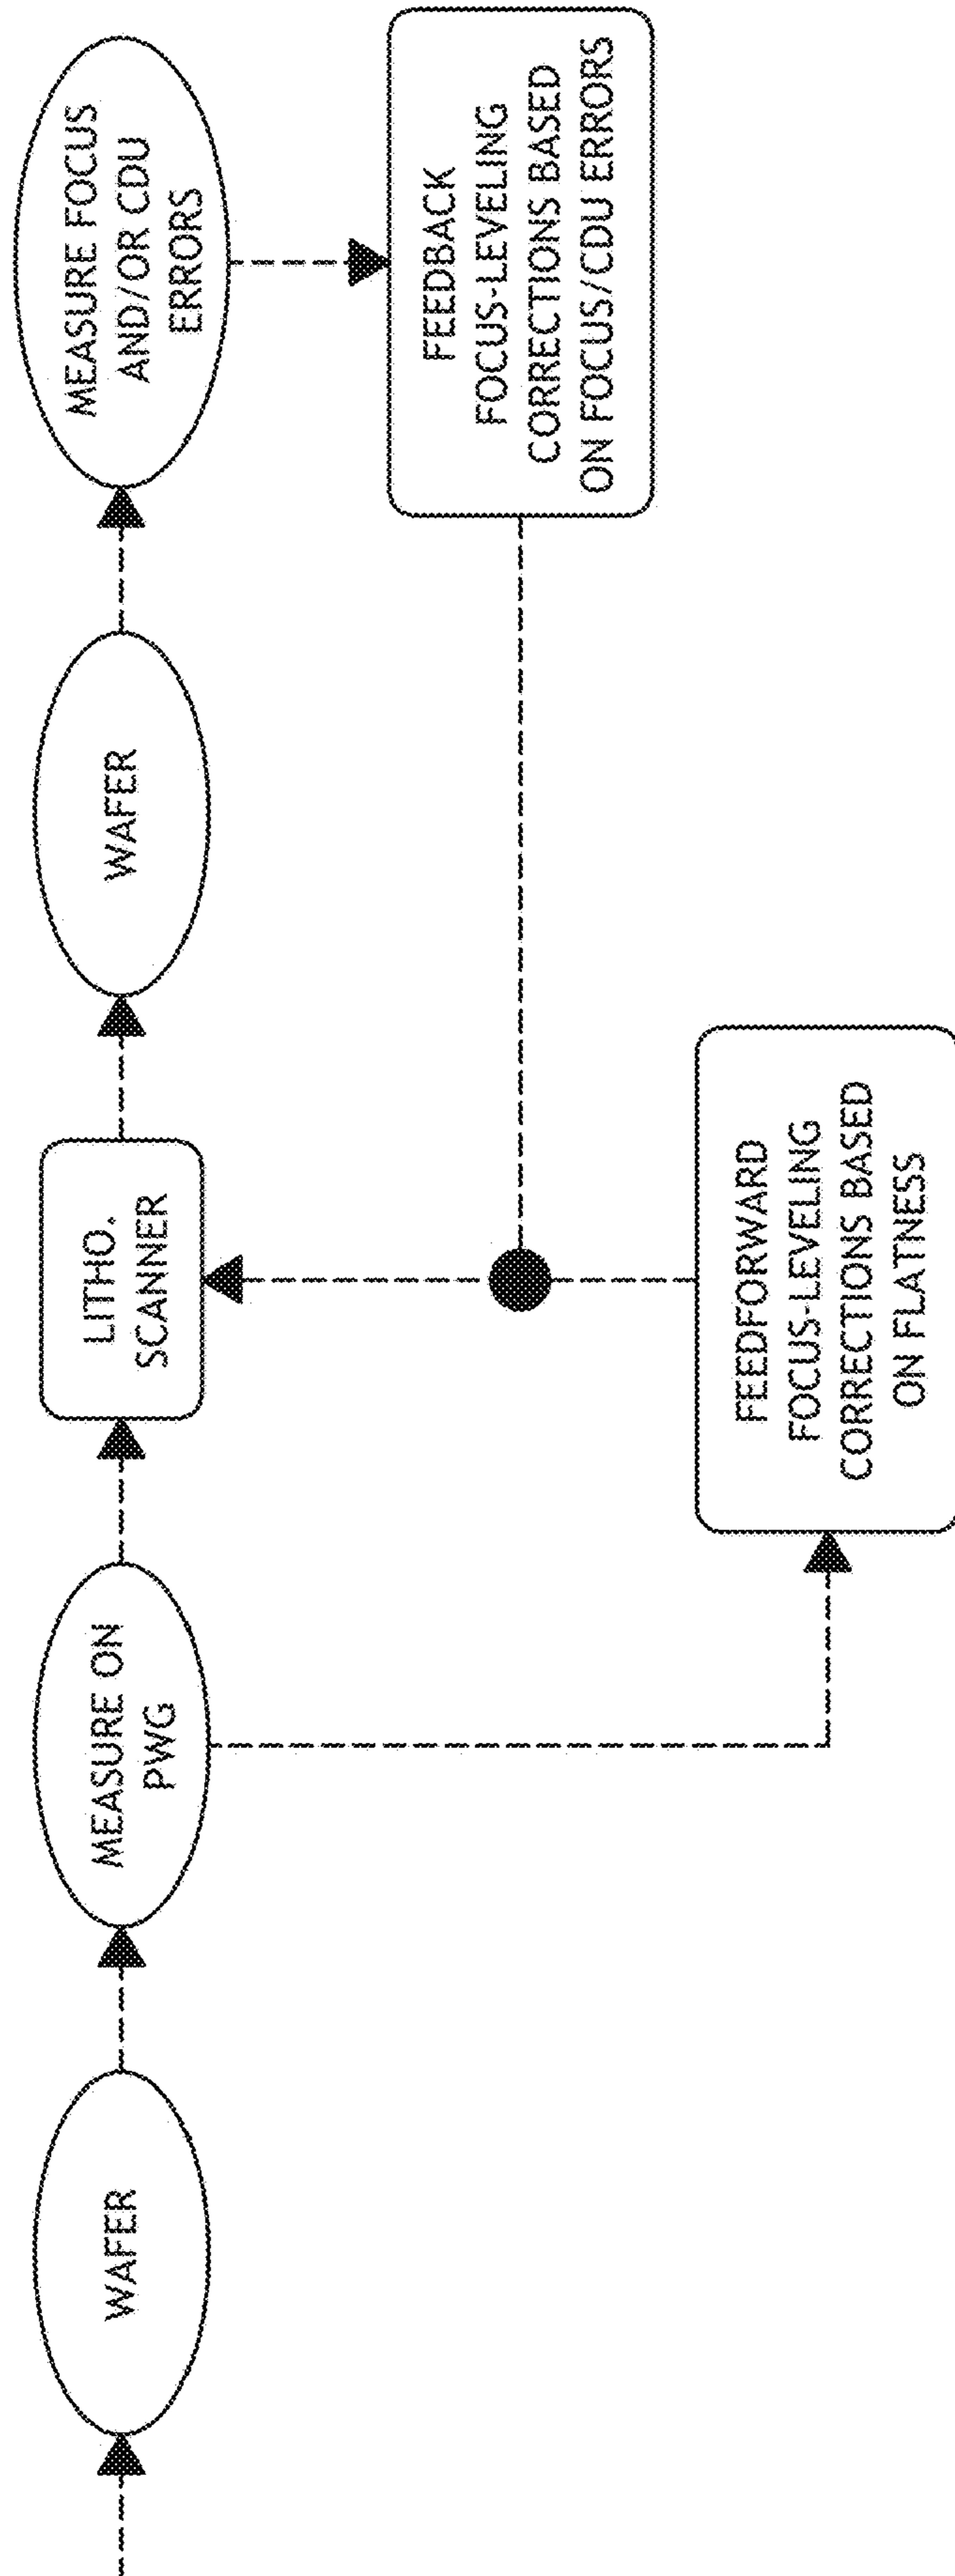 WAFER
MEASURE ON
PWG
LITHO.
SCANNER
WAFER
MEASURE FOCUS
AND/OR CDU
ERRORS
FEEDBACK
FOCUS-LEVELING
CORRECTIONS BASED
ON FOCUS/CDU ERRORS
FEEDFORWARD
FOCUS-LEVELING
CORRECTIONS BASED
ON FLATNESS